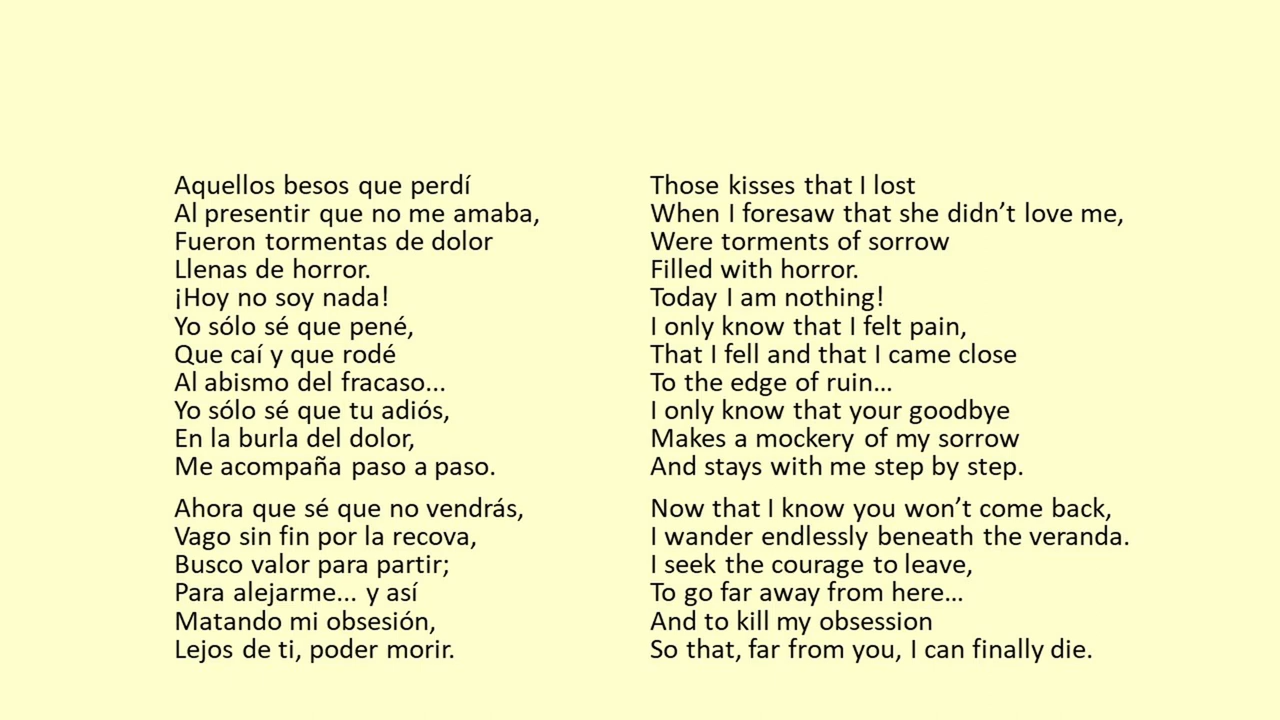 Aquellos besos que perdí
Al presentir que no me amaba,
Fueron tormentas de dolor
Llenas de horror.
¡Hoy no soy nada!
Yo sólo sé que pené,
Que caí y que rodé
Al abismo del fracaso...
Yo sólo sé que tu adiós,
En la burla del dolor,
Me acompaña paso a paso.
Ahora que sé que no vendrás,
Vago sin fin por la recova,
Busco valor para partir;
Para alejarme... y así
Matando mi obsesión,
Lejos de ti, poder morir.
Those kisses that I lost
When I foresaw that she didn’t love me,
Were torments of sorrow
Filled with horror.
Today I am nothing!
I only know that I felt pain,
That I fell and that I came close
To the edge of ruin...
I only know that your goodbye
Makes a mockery of my sorrow
And stays with me step by step.
Now that I know you won’t come back,
I wander endlessly beneath the veranda.
I seek the courage to leave,
To go far away from here...
And to kill my obsession
So that, far from you, I can finally die.